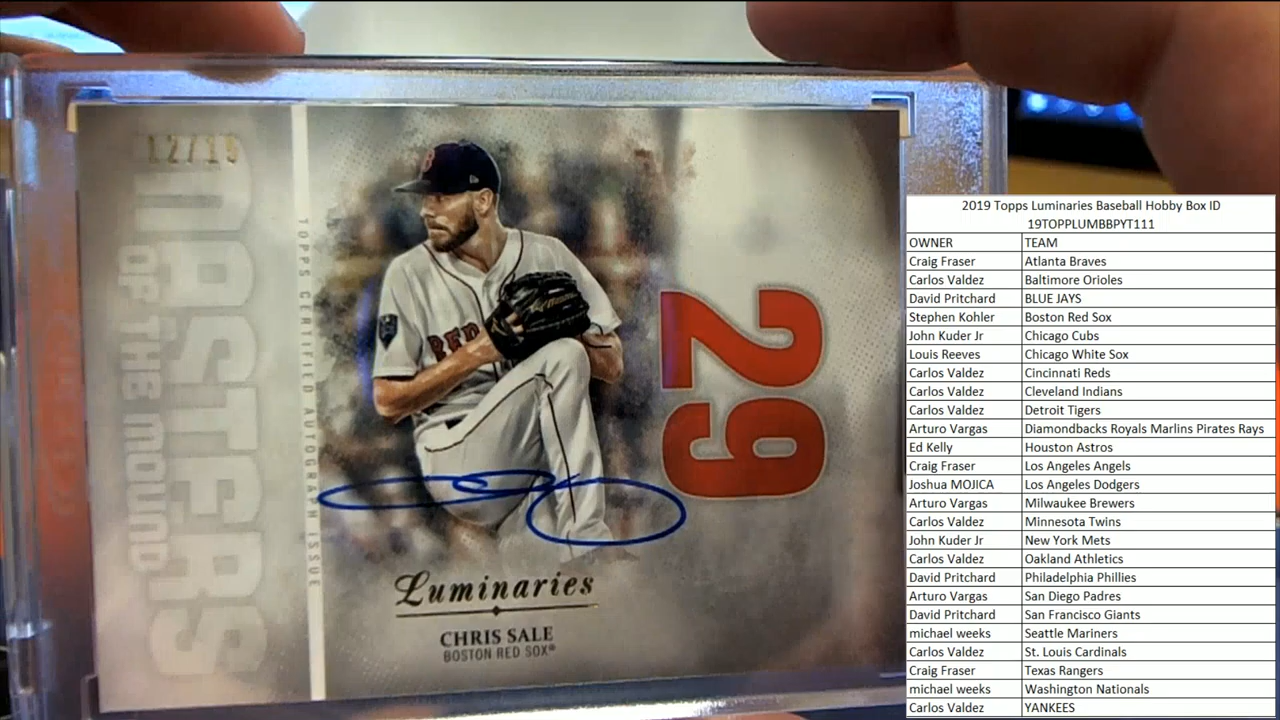 12/15
MASTERS
OF THE MOUND
TOPPS CERTIFIED AUTOGRAPH ISSUE
B
RED
29
Luminaries
CHRIS SALE
BOSTON RED SOX®
2019 Topps Luminaries Baseball Hobby Box ID
19TOPPLUMBBPYT111
OWNER TEAM
Craig Fraser Atlanta Braves
Carlos Valdez Baltimore Orioles
David Pritchard BLUE JAYS
Stephen Kohler Boston Red Sox
John Kuder Jr Chicago Cubs
Louis Reeves Chicago White Sox
Carlos Valdez Cincinnati Reds
Carlos Valdez Cleveland Indians
Carlos Valdez Detroit Tigers
Arturo Vargas Diamondbacks Royals Marlins Pirates Rays
Ed Kelly Houston Astros
Craig Fraser Los Angeles Angels
Joshua MOJICA Los Angeles Dodgers
Arturo Vargas Milwaukee Brewers
Carlos Valdez Minnesota Twins
John Kuder Jr New York Mets
Carlos Valdez Oakland Athletics
David Pritchard Philadelphia Phillies
Arturo Vargas San Diego Padres
David Pritchard San Francisco Giants
michael weeks Seattle Mariners
Carlos Valdez St. Louis Cardinals
Craig Fraser Texas Rangers
michael weeks Washington Nationals
Carlos Valdez YANKEES